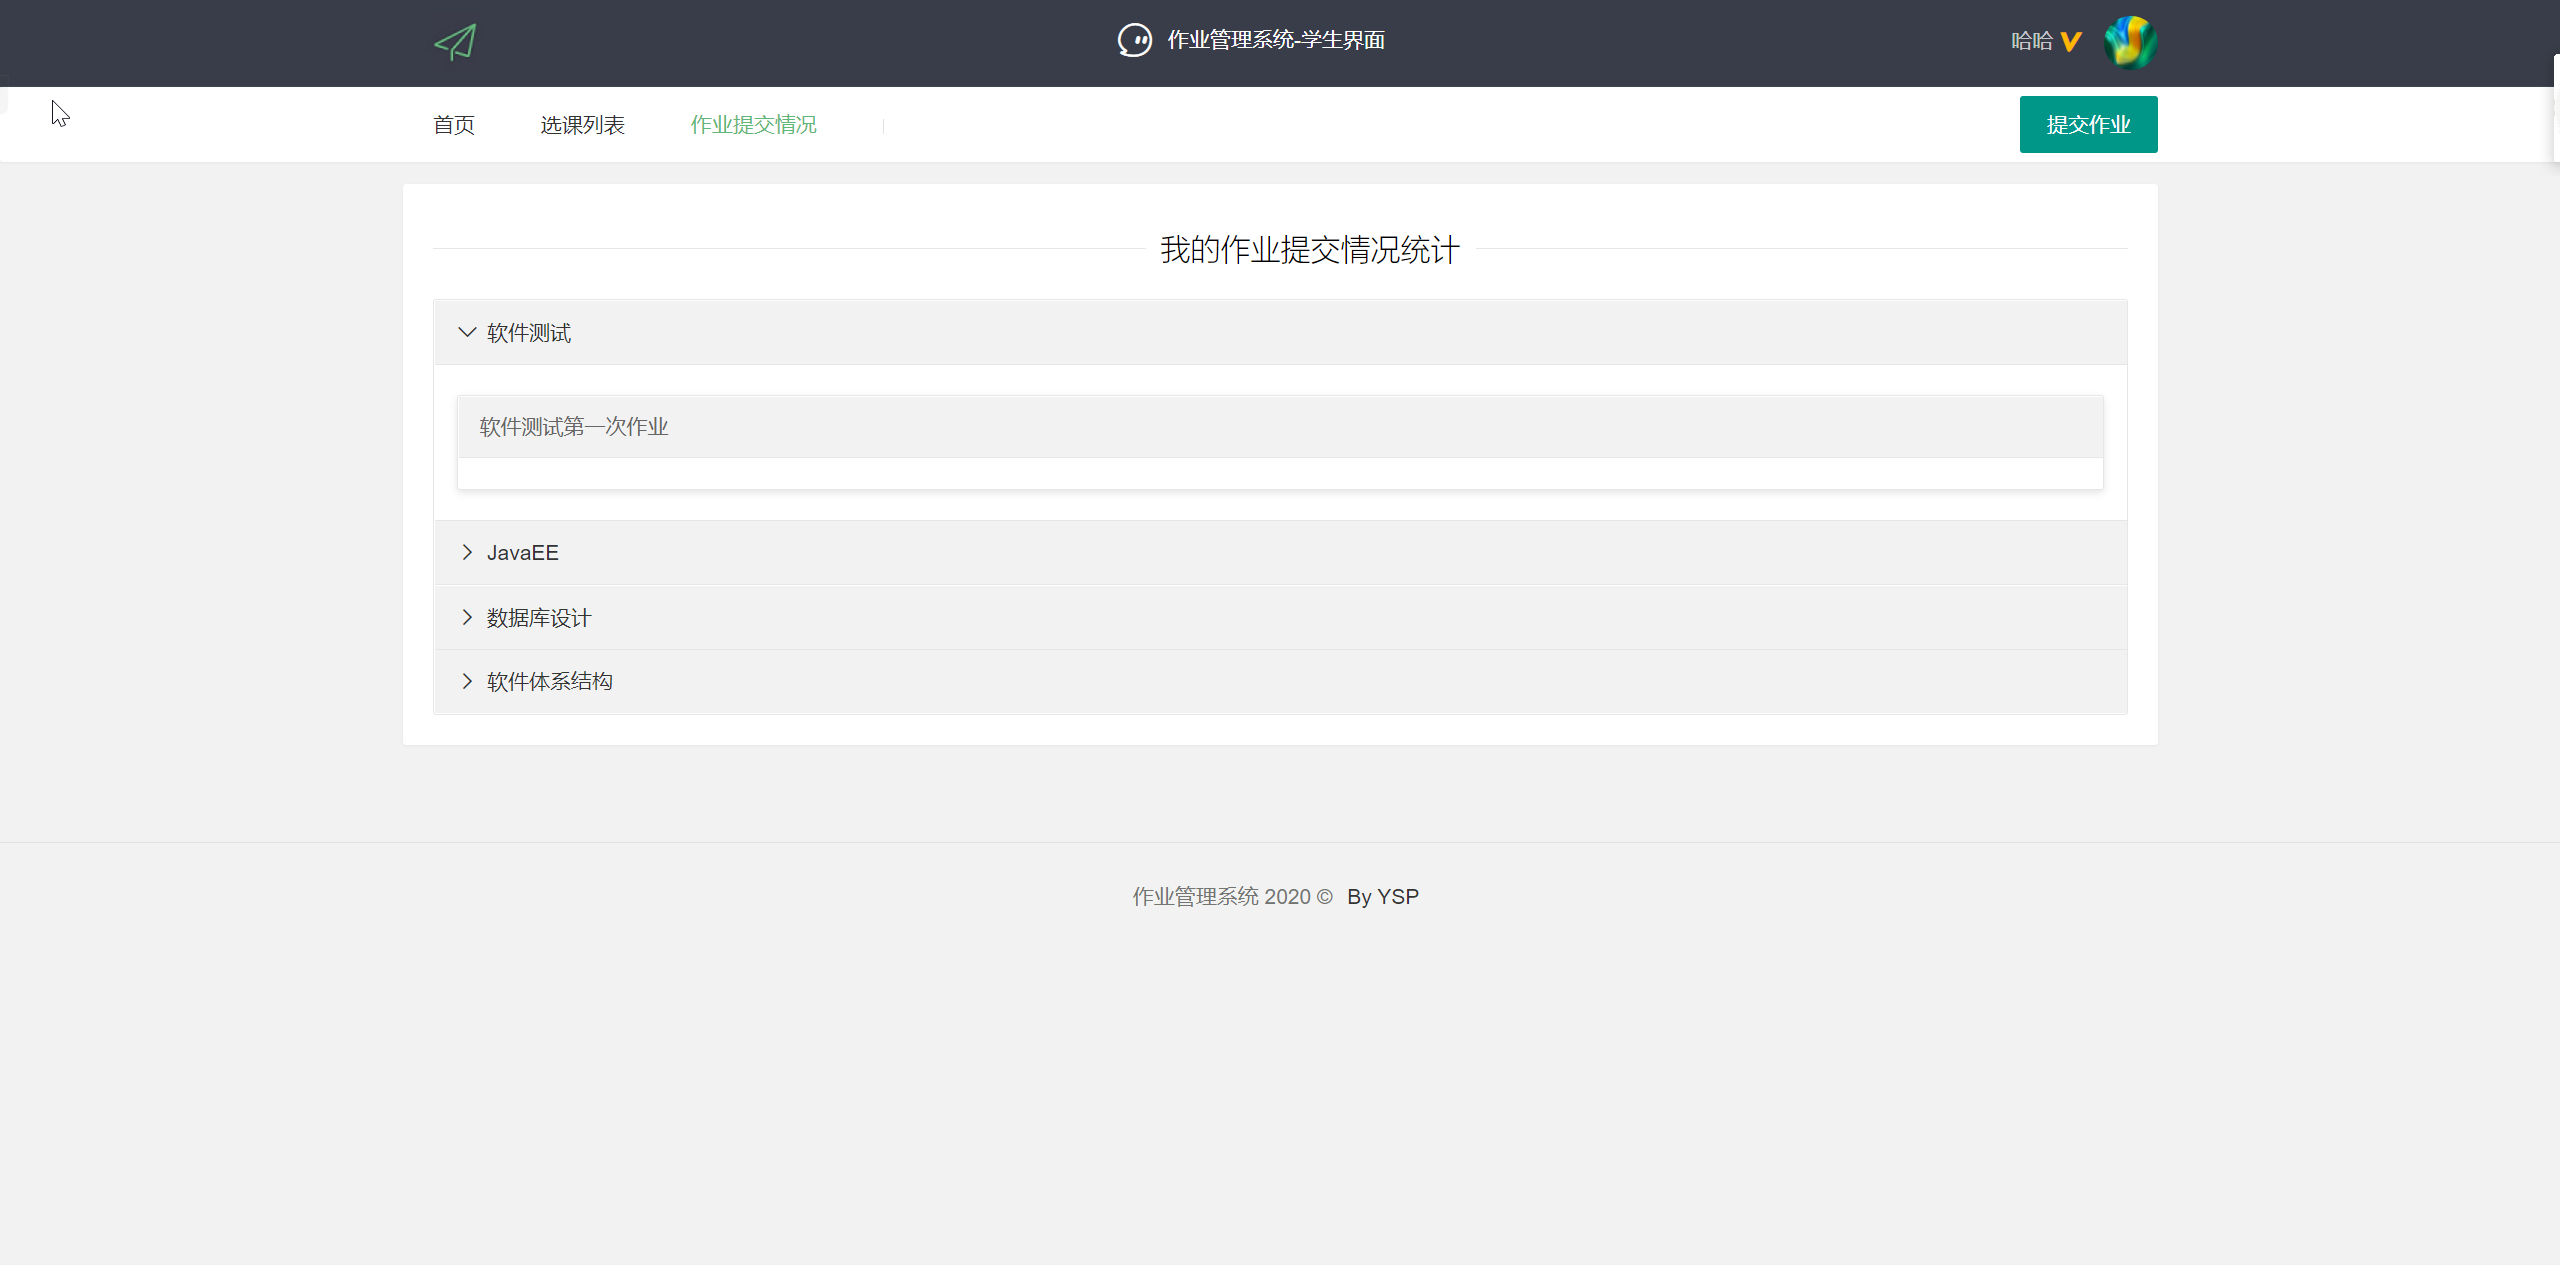 作业管理系统-学生界面
哈哈
首页 选课列表 作业提交情况
提交作业
我的作业提交情况统计
软件测试
软件测试第一次作业
JavaEE
数据库设计
软件体系结构
作业管理系统 2020 © By YSP